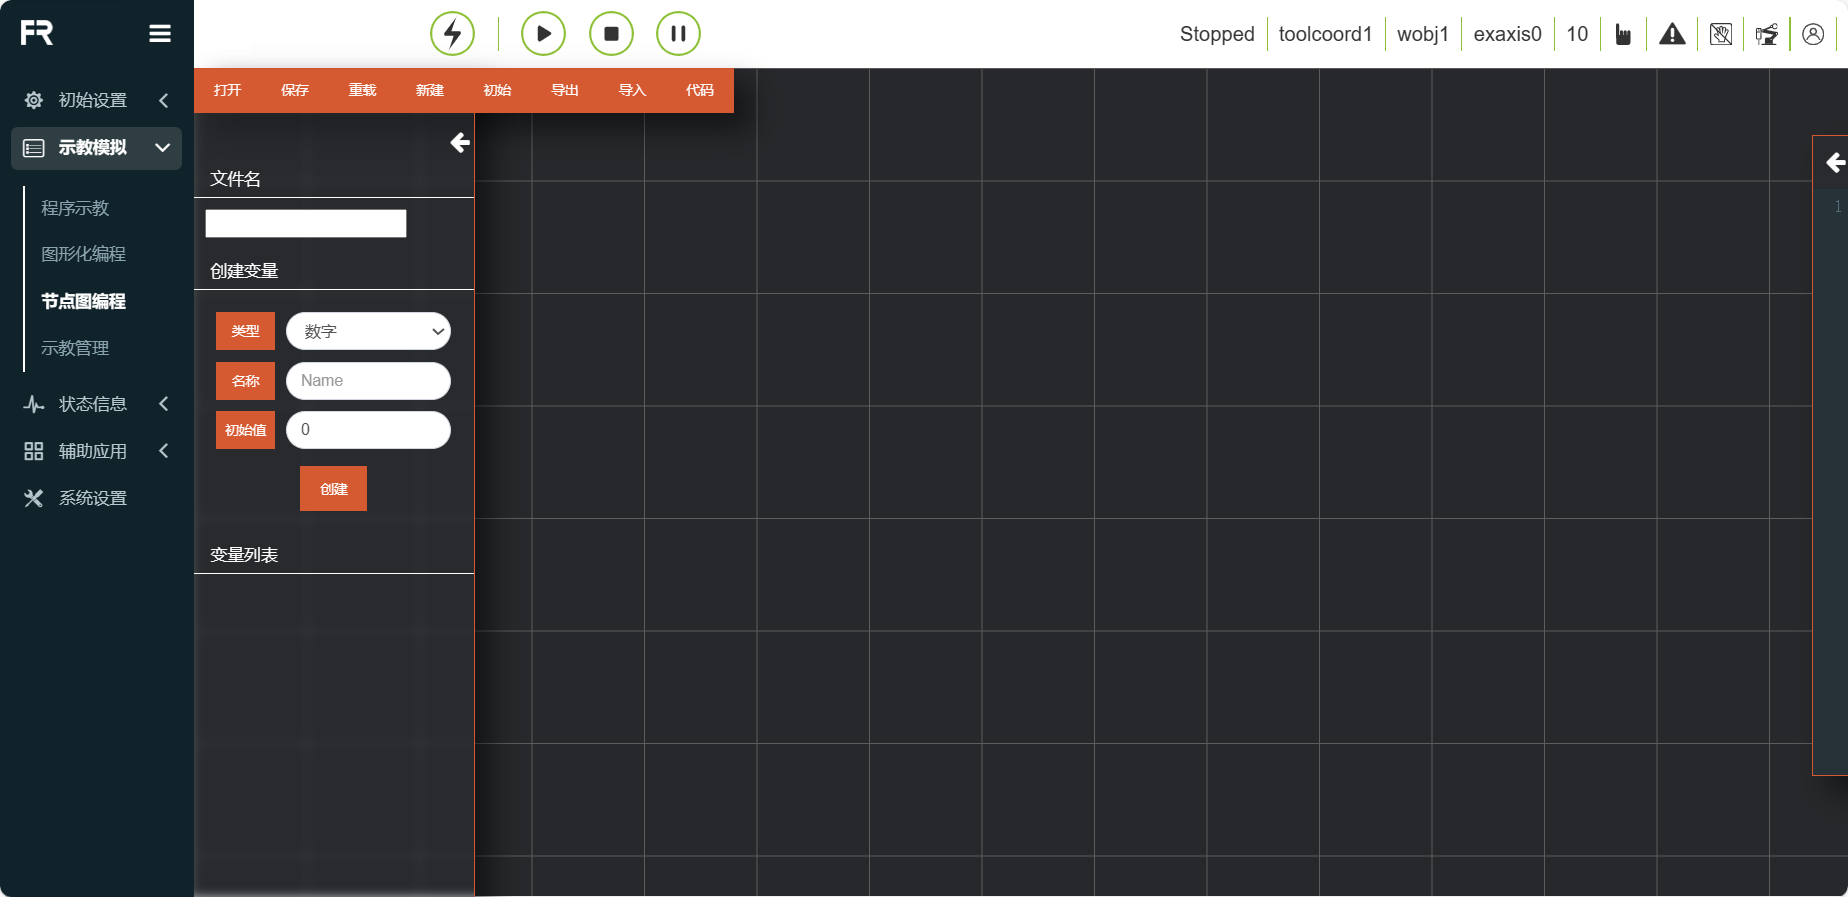 FR
Stopped
toolcoord1
wobj1
exaxis0
10
初始设置
示教模拟
程序示教
图形化编程
节点图编程
示教管理
状态信息
辅助应用
系统设置
打开 保存 重载 新建 初始 导出 导入 代码
文件名
创建变量
类型 数字
名称 Name
初始值 0
创建
变量列表
1